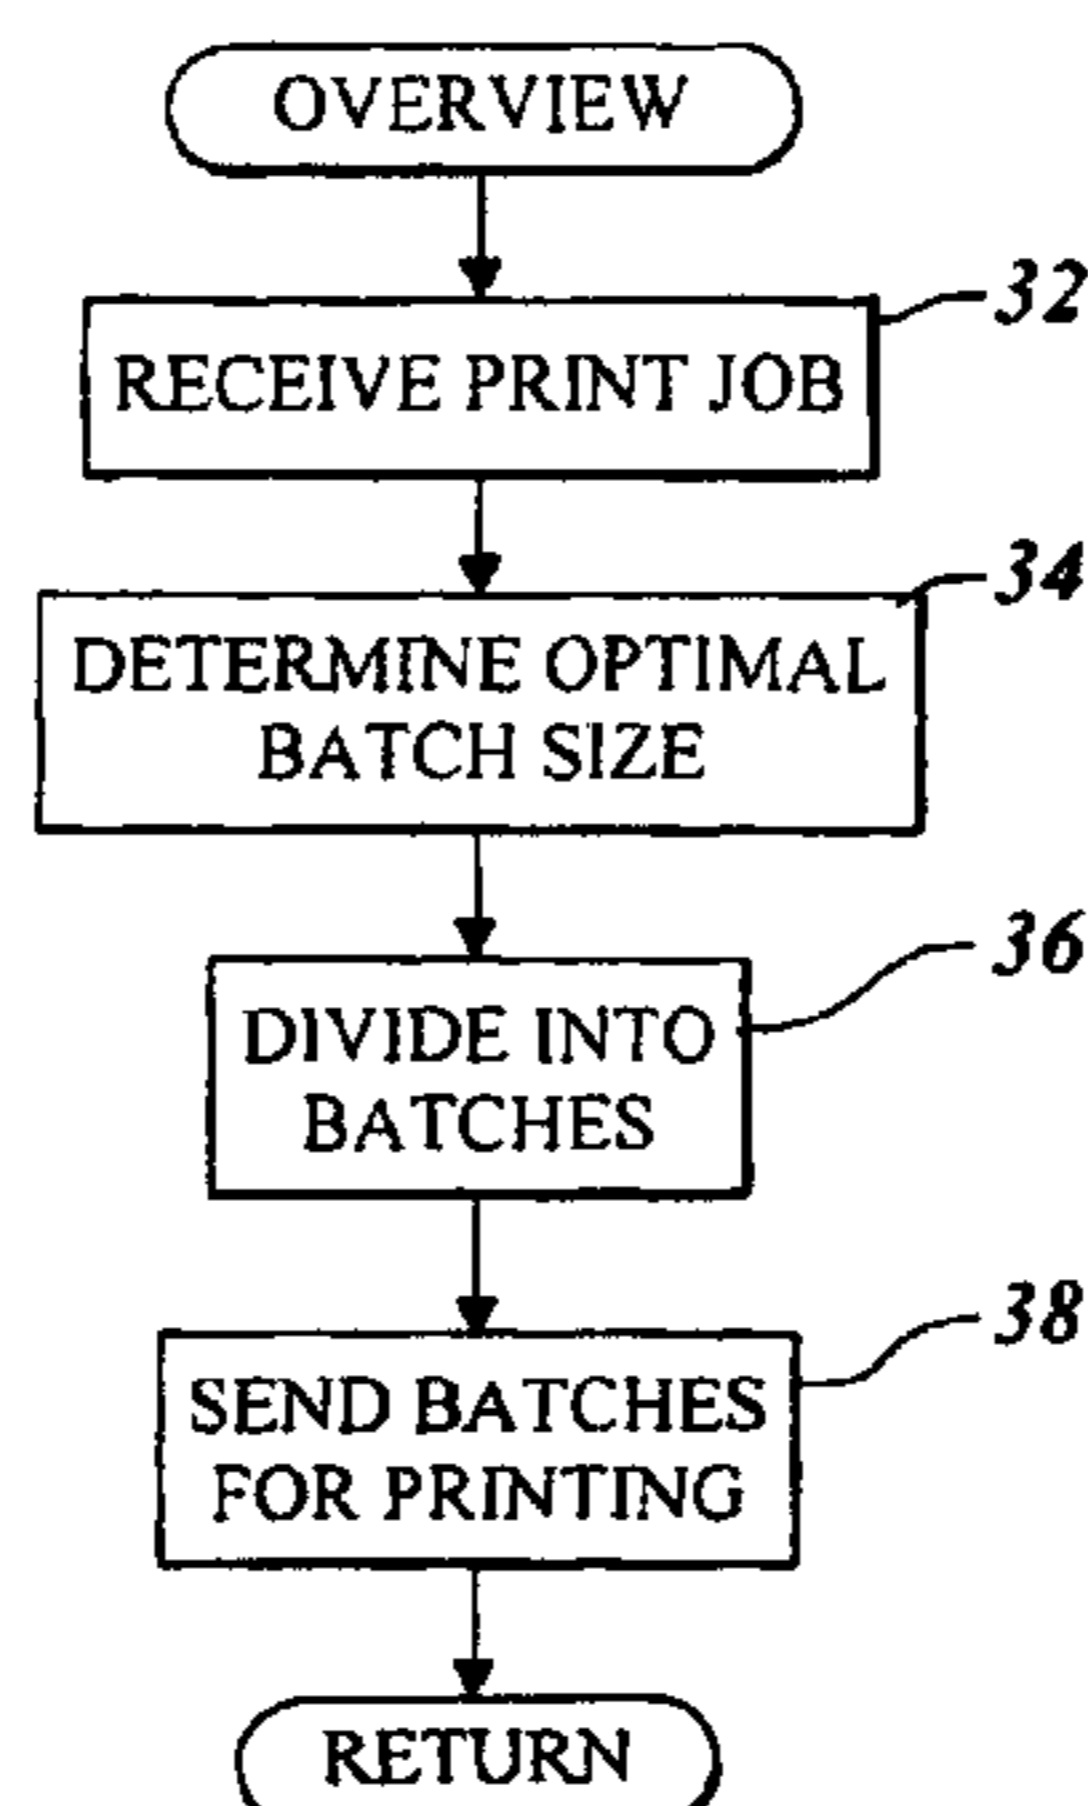 OVERVIEW
32
RECEIVE PRINT JOB
34
DETERMINE OPTIMAL
BATCH SIZE
36
DIVIDE INTO
BATCHES
38
SEND BATCHES
FOR PRINTING
RETURN